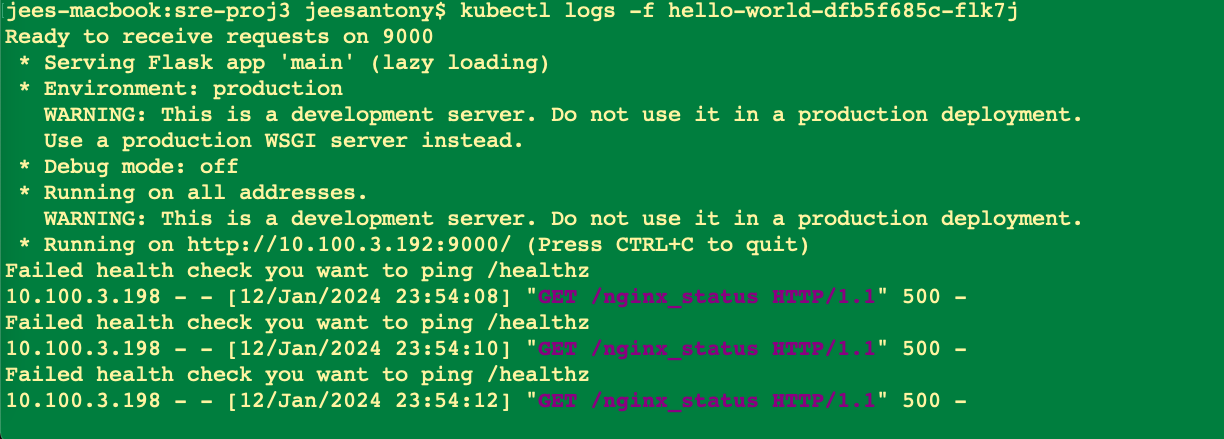 jees-macbook:sre-proj3 jeesantony$ kubectl logs -f hello-world-dfb5f685c-flk7j
Ready to receive requests on 9000
 * Serving Flask app 'main' (lazy loading)
 * Environment: production
   WARNING: This is a development server. Do not use it in a production deployment.
   Use a production WSGI server instead.
 * Debug mode: off
 * Running on all addresses.
   WARNING: This is a development server. Do not use it in a production deployment.
 * Running on http://10.100.3.192:9000/ (Press CTRL+C to quit)
Failed health check you want to ping /healthz
10.100.3.198 - - [12/Jan/2024 23:54:08] "GET /nginx_status HTTP/1.1" 500 -
Failed health check you want to ping /healthz
10.100.3.198 - - [12/Jan/2024 23:54:10] "GET /nginx_status HTTP/1.1" 500 -
Failed health check you want to ping /healthz
10.100.3.198 - - [12/Jan/2024 23:54:12] "GET /nginx_status HTTP/1.1" 500 -